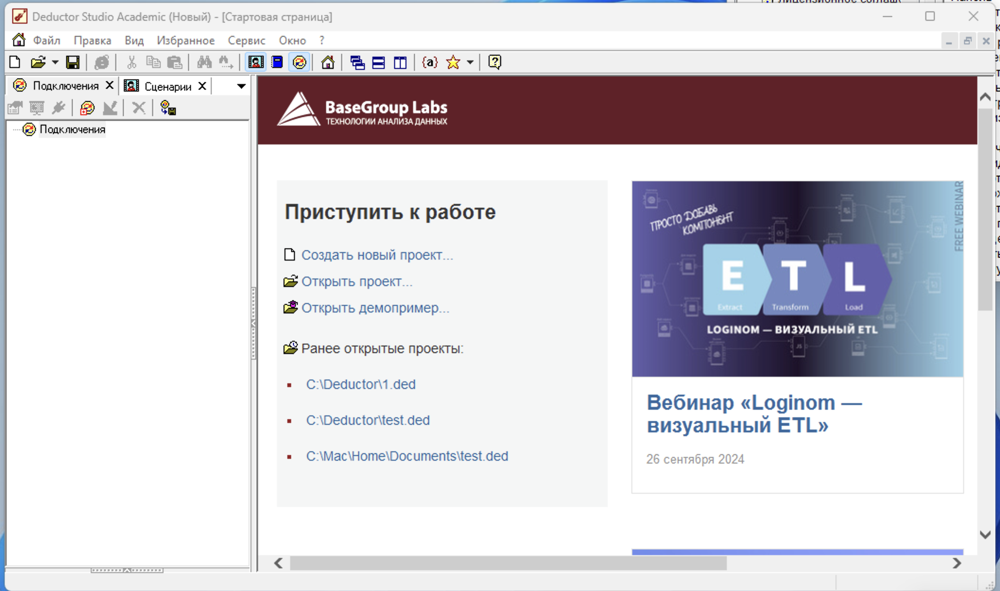 Deductor Studio Academic (Новый) - [Стартовая страница]
Файл Правка Вид Избранное Сервис Окно ?
{a}
Подключения Сценарии
Подключения
BaseGroup Labs
ТЕХНОЛОГИИ АНАЛИЗА ДАННЫХ
Приступить к работе
Создать новый проект...
Открыть проект...
Открыть демопример...
Ранее открытые проекты:
C:\Deductor\1.ded
C:\Deductor\test.ded
C:\Mac\Home\Documents\test.ded
ПРОСТО ДОБАВЬ
КОМПОНЕНТ
FREE WEBINAR
E T L
Extract Transform Load
LOGINOM — ВИЗУАЛЬНЫЙ ETL
JS
Вебинар «Loginom —
визуальный ETL»
26 сентября 2024